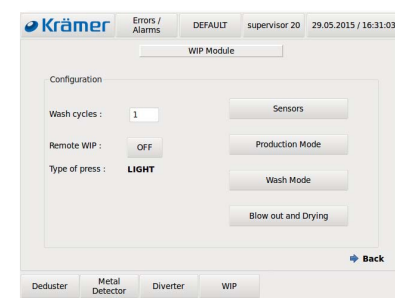 Krämer
Errors /
Alarms
DEFAULT
supervisor 20
29.05.2015 / 16:31:03
WIP Module
Configuration
Wash cycles : 1
Sensors
Remote WIP : OFF
Production Mode
Type of press : LIGHT
Wash Mode
Blow out and Drying
Back
Deduster
Metal
Detector
Diverter
WIP